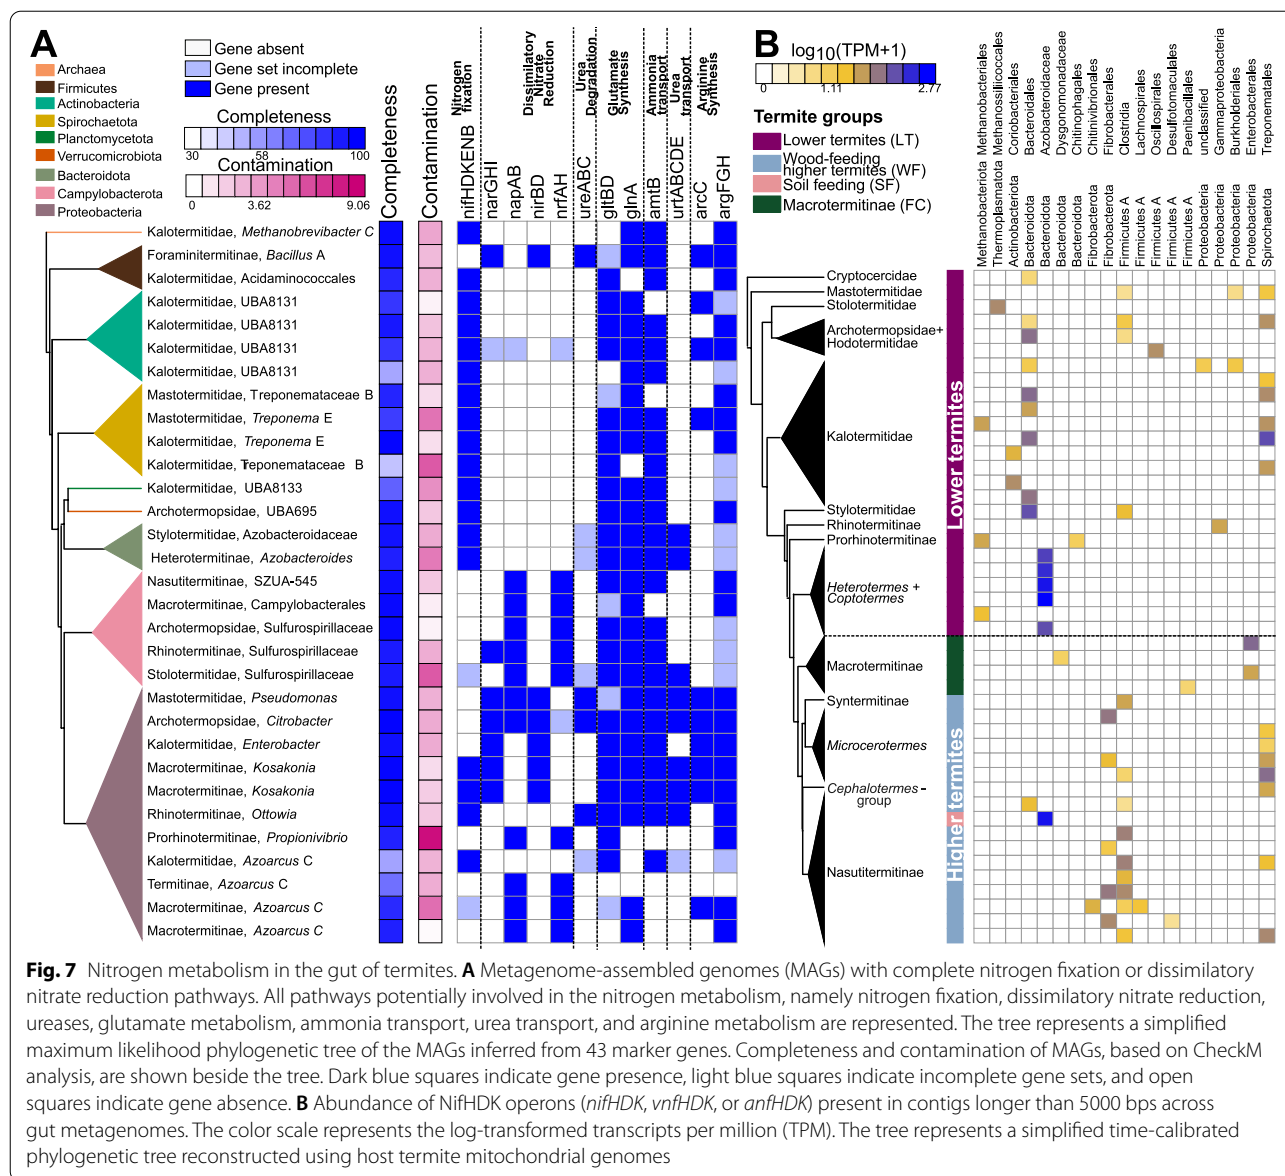 A
Archaea
Firmicutes
Actinobacteria
Spirochaetota
Planctomycetota
Verrucomicrobiota
Bacteroidota
Campylobacterota
Proteobacteria
Gene absent
Gene set incomplete
Gene present
Completeness
30 58 100
Contamination
0 3.62 9.06
Completeness
Contamination
Nitrogen fixation
Dissimilatory Nitrate Reduction
Urea Degradation
Glutamate Synthesis
Ammonia transport
Urea transport
Arginine Synthesis
nifHDKENB
narGHI
napAB
nirBD
nrfAH
ureABC
gltBD
glnA
amtB
urtABCDE
arcC
argFGH
Kalotermitidae, Methanobrevibacter C
Foraminitermitinae, Bacillus A
Kalotermitidae, Acidaminococcales
Kalotermitidae, UBA8131
Kalotermitidae, UBA8131
Kalotermitidae, UBA8131
Kalotermitidae, UBA8131
Mastotermitidae, Treponemataceae B
Mastotermitidae, Treponema E
Kalotermitidae, Treponema E
Kalotermitidae, Treponemataceae B
Kalotermitidae, UBA8133
Archotermopsidae, UBA695
Stylotermitidae, Azobacteroidaceae
Heterotermitinae, Azobacteroides
Nasutitermitinae, SZUA-545
Macrotermitinae, Campylobacterales
Archotermopsidae, Sulfurospirillaceae
Rhinotermitinae, Sulfurospirillaceae
Stolotermitidae, Sulfurospirillaceae
Mastotermitidae, Pseudomonas
Archotermopsidae, Citrobacter
Kalotermitidae, Enterobacter
Macrotermitinae, Kosakonia
Macrotermitinae, Kosakonia
Rhinotermitinae, Ottowia
Prorhinotermitinae, Propionivibrio
Kalotermitidae, Azoarcus C
Termitinae, Azoarcus C
Macrotermitinae, Azoarcus C
Macrotermitinae, Azoarcus C
B
log10(TPM+1)
0 1.11 2.77
Termite groups
Lower termites (LT)
Wood-feeding
higher termites (WF)
Soil feeding (SF)
Macrotermitinae (FC)
Methanobacteriales
Methanossiliicoccales
Coriobacteriales
Bacteroidales
Azobacteroidaceae
Dysgonomonadaceae
Chitinophagales
Chitinivibrionales
Fibrobacterales
Clostridia
Lachnospirales
Oscillospirales
Desulfotomaculales
Paenibacillales
unclassified
Gammaproteobacteria
Burkholderiales
Enterobacterales
Treponematales
Methanobacteriota
Thermoplasmatota
Actinobacteriota
Bacteroidota
Bacteroidota
Bacteroidota
Bacteroidota
Fibrobacterota
Fibrobacterota
Firmicutes A
Firmicutes A
Firmicutes A
Firmicutes A
Firmicutes A
Proteobacteria
Proteobacteria
Proteobacteria
Proteobacteria
Spirochaetota
Cryptocercidae
Mastotermitidae
Stolotermitidae
Archotermopsidae+
Hodotermitidae
Kalotermitidae
Stylotermitidae
Rhinotermitinae
Prorhinotermitinae
Heterotermes +
Coptotermes
Macrotermitinae
Syntermitinae
Microcerotermes
Cephalotermes-
group
Nasutitermitinae
Lower termites
Higher termites
Fig. 7 Nitrogen metabolism in the gut of termites. A Metagenome-assembled genomes (MAGs) with complete nitrogen fixation or dissimilatory
nitrate reduction pathways. All pathways potentially involved in the nitrogen metabolism, namely nitrogen fixation, dissimilatory nitrate reduction,
ureases, glutamate metabolism, ammonia transport, urea transport, and arginine metabolism are represented. The tree represents a simplified
maximum likelihood phylogenetic tree of the MAGs inferred from 43 marker genes. Completeness and contamination of MAGs, based on CheckM
analysis, are shown beside the tree. Dark blue squares indicate gene presence, light blue squares indicate incomplete gene sets, and open
squares indicate gene absence. B Abundance of NifHDK operons (nifHDK, vnfHDK, or anfHDK) present in contigs longer than 5000 bps across
gut metagenomes. The color scale represents the log-transformed transcripts per million (TPM). The tree represents a simplified time-calibrated
phylogenetic tree reconstructed using host termite mitochondrial genomes